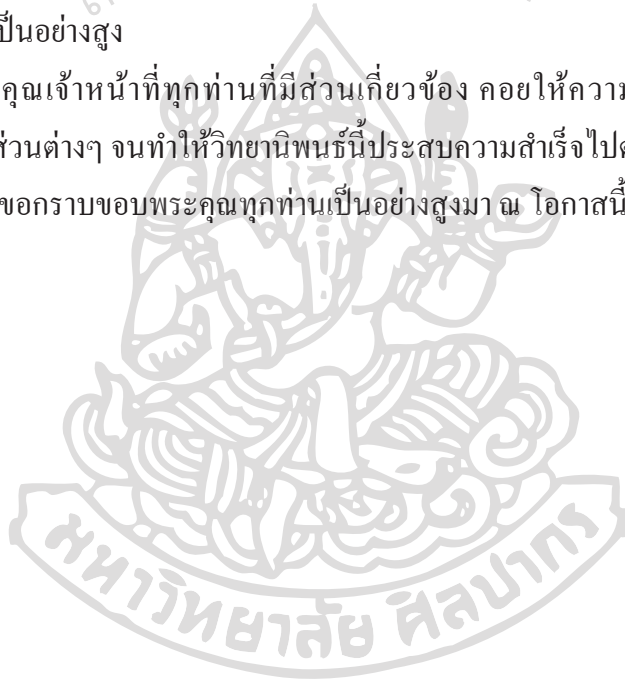 เป็นอย่างสูง
คุณเจ้าหน้าที่ทุกท่านที่มีส่วนเกี่ยวข้อง คอยให้ความ
ส่วนต่างๆ จนทำให้วิทยานิพนธ์นี้ประสบความสำเร็จไป
ขอกราบขอบพระคุณทุกท่านเป็นอย่างสูงมา ณ โอกาสนี้
มหาวิทยาลัย ศิลปากร